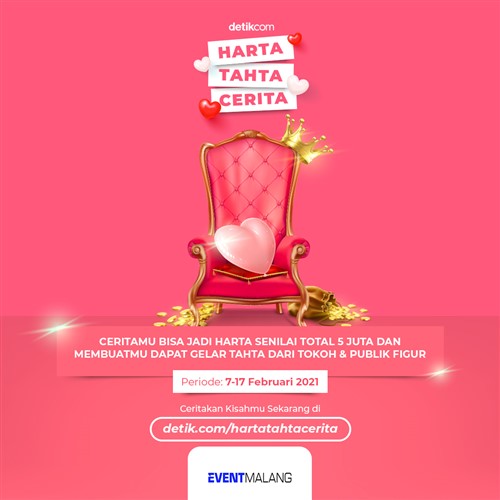 detikcom
HARTA
TAHTA
CERITA
CERITAMU BISA JADI HARTA SENILAI TOTAL 5 JUTA DAN
MEMBUATMU DAPAT GELAR TAHTA DARI TOKOH & PUBLIK FIGUR
Periode: 7-17 Februari 2021
Ceritakan Kisahmu Sekarang di
detik.com/hartatahtacerita
EVENTMALANG